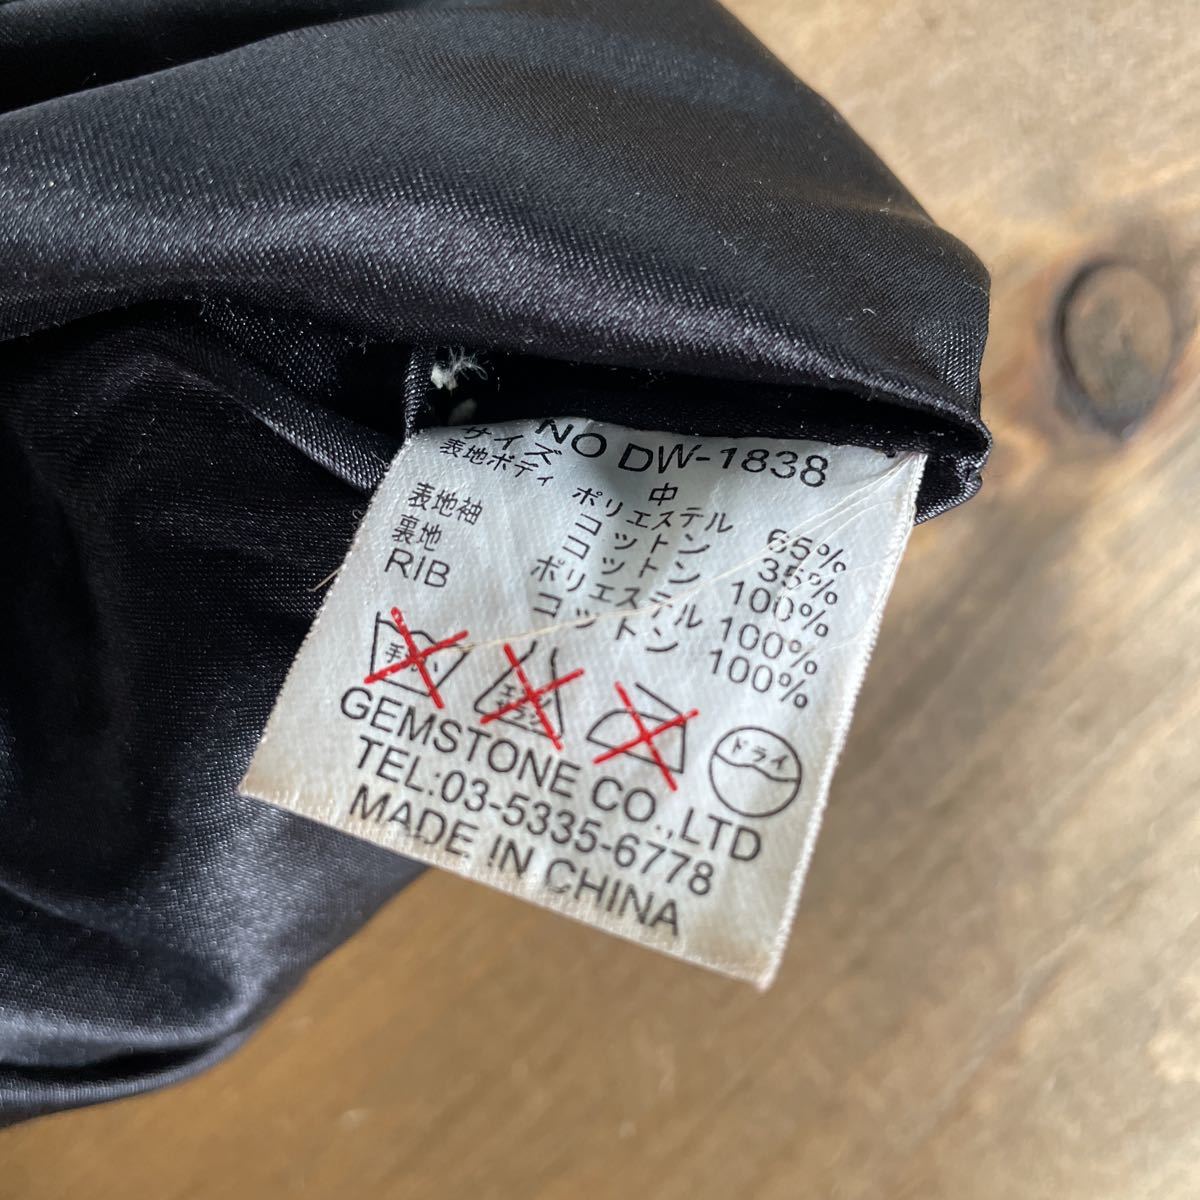 NO DW-1838
サイズ 中
表地ボディ ポリエステル 65%
コットン 35%
表地袖 コットン 100%
裏地 ポリエステル 100%
RIB コットン 100%
ドライ
GEMSTONE CO.,LTD
TEL:03-5335-6778
MADE IN CHINA